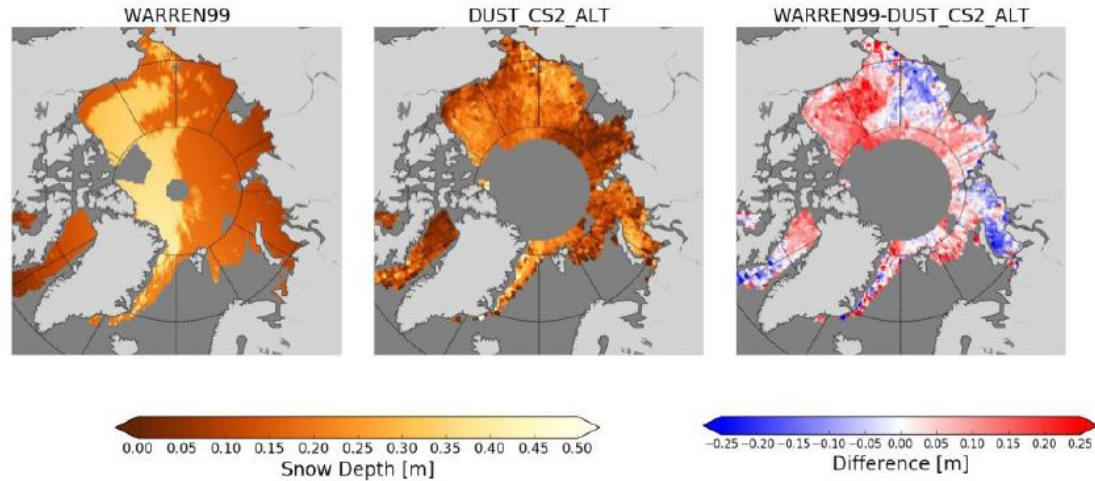 WARREN99
DUST_CS2_ALT
WARREN99-DUST_CS2_ALT
0.00 0.05 0.10 0.15 0.20 0.25 0.30 0.35 0.40 0.45 0.50
Snow Depth [m]
−0.25 −0.20 −0.15 −0.10 −0.05 0.00 0.05 0.10 0.15 0.20 0.25
Difference [m]